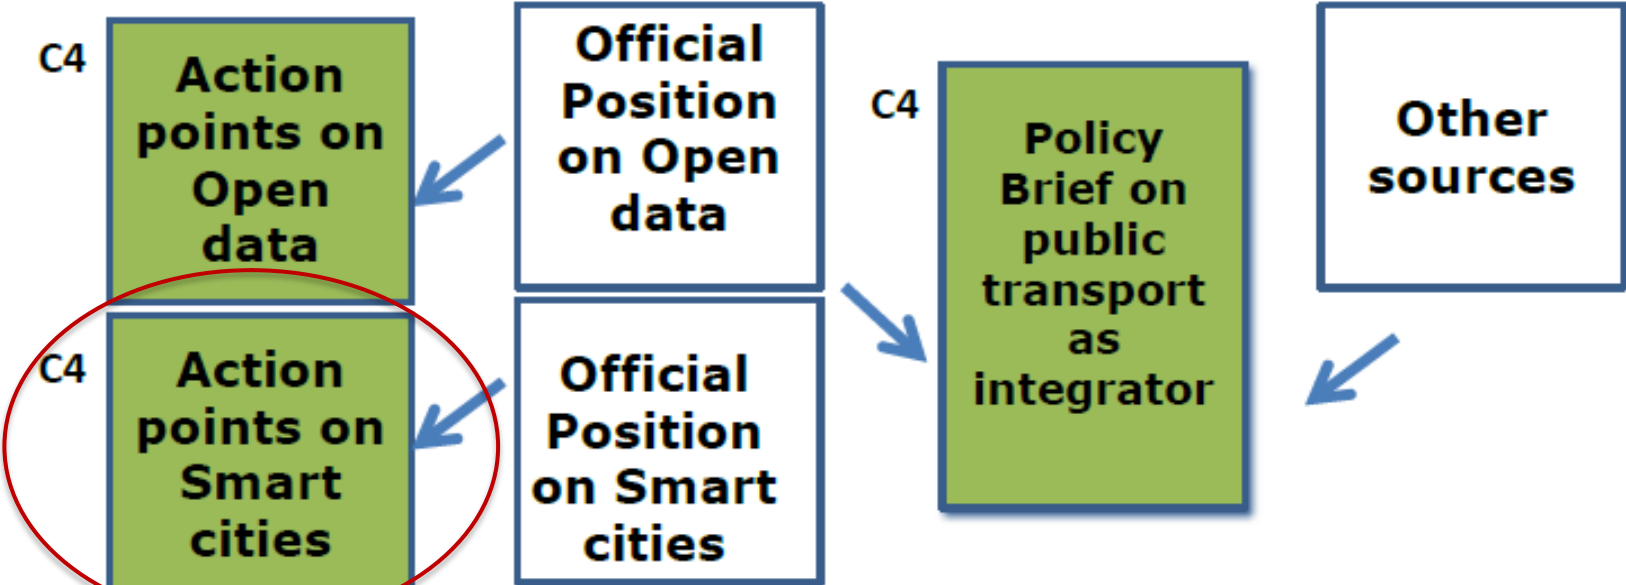 C4
Action
points on
Open
data
Official
Position
on Open
data
C4
Policy
Brief on
public
transport
as
integrator
Other
sources
C4
Action
points on
Smart
cities
Official
Position
on Smart
cities